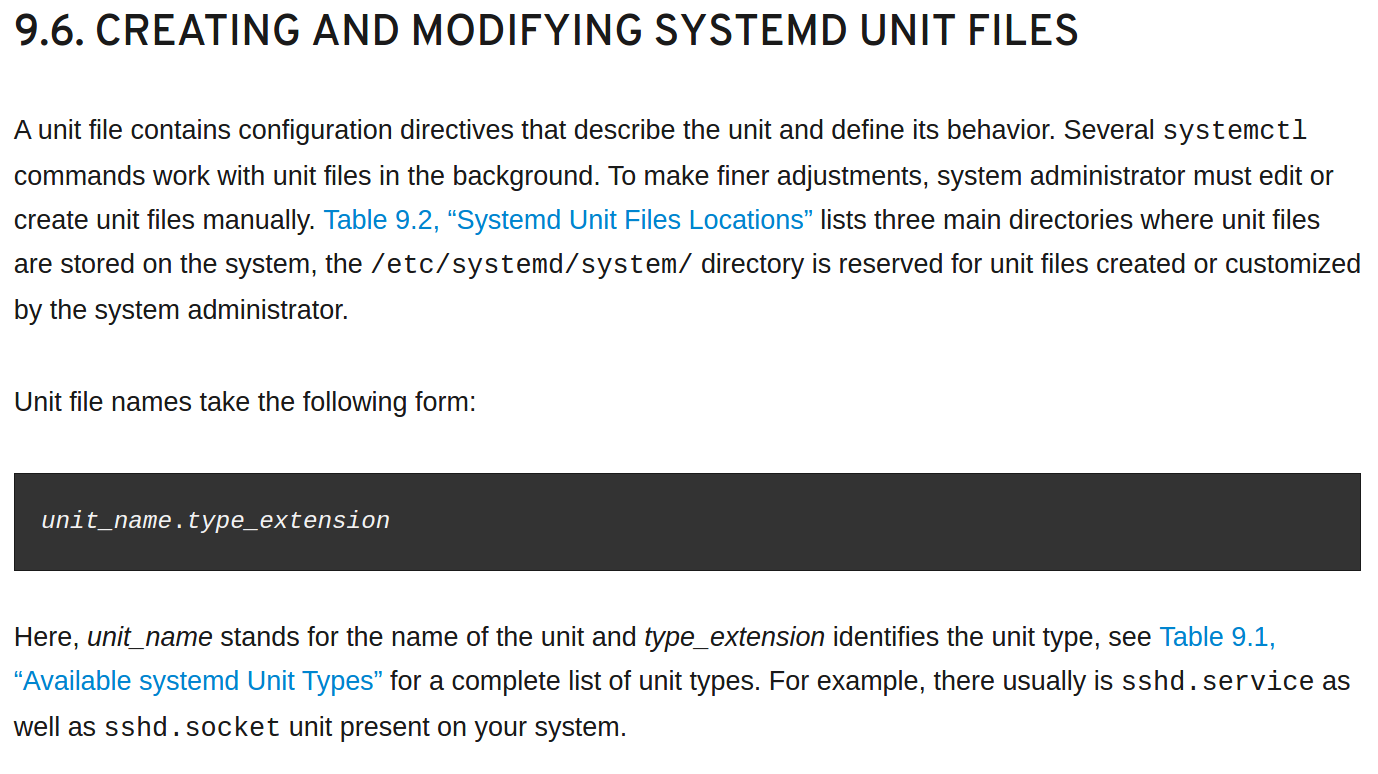 9.6. CREATING AND MODIFYING SYSTEMD UNIT FILES
A unit file contains configuration directives that describe the unit and define its behavior. Several systemctl
commands work with unit files in the background. To make finer adjustments, system administrator must edit or
create unit files manually. Table 9.2, “Systemd Unit Files Locations” lists three main directories where unit files
are stored on the system, the /etc/systemd/system/ directory is reserved for unit files created or customized
by the system administrator.
Unit file names take the following form:
unit_name.type_extension
Here, unit_name stands for the name of the unit and type_extension identifies the unit type, see Table 9.1,
“Available systemd Unit Types” for a complete list of unit types. For example, there usually is sshd.service as
well as sshd.socket unit present on your system.